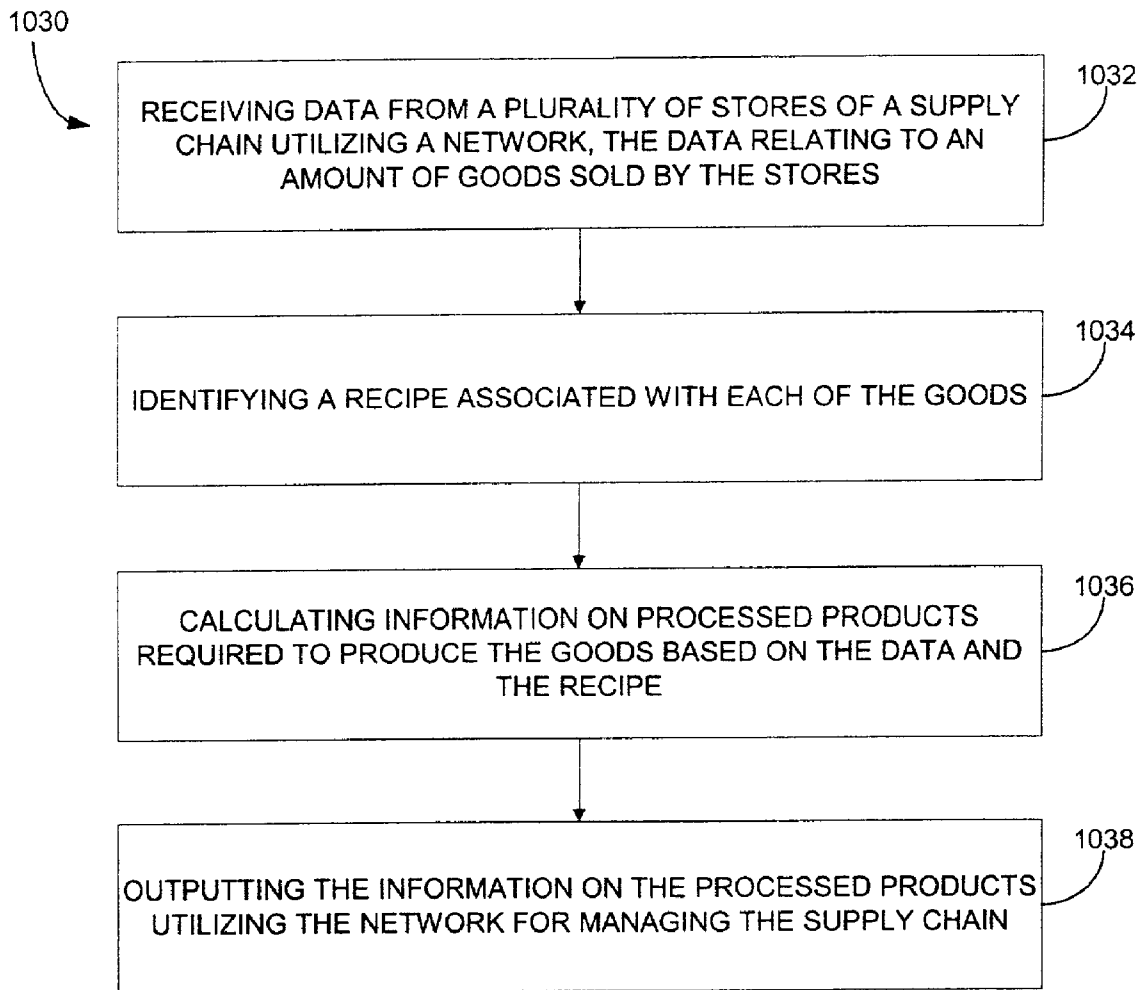 1030
1032
RECEIVING DATA FROM A PLURALITY OF STORES OF A SUPPLY
CHAIN UTILIZING A NETWORK, THE DATA RELATING TO AN
AMOUNT OF GOODS SOLD BY THE STORES
1034
IDENTIFYING A RECIPE ASSOCIATED WITH EACH OF THE GOODS
1036
CALCULATING INFORMATION ON PROCESSED PRODUCTS
REQUIRED TO PRODUCE THE GOODS BASED ON THE DATA AND
THE RECIPE
1038
OUTPUTTING THE INFORMATION ON THE PROCESSED PRODUCTS
UTILIZING THE NETWORK FOR MANAGING THE SUPPLY CHAIN